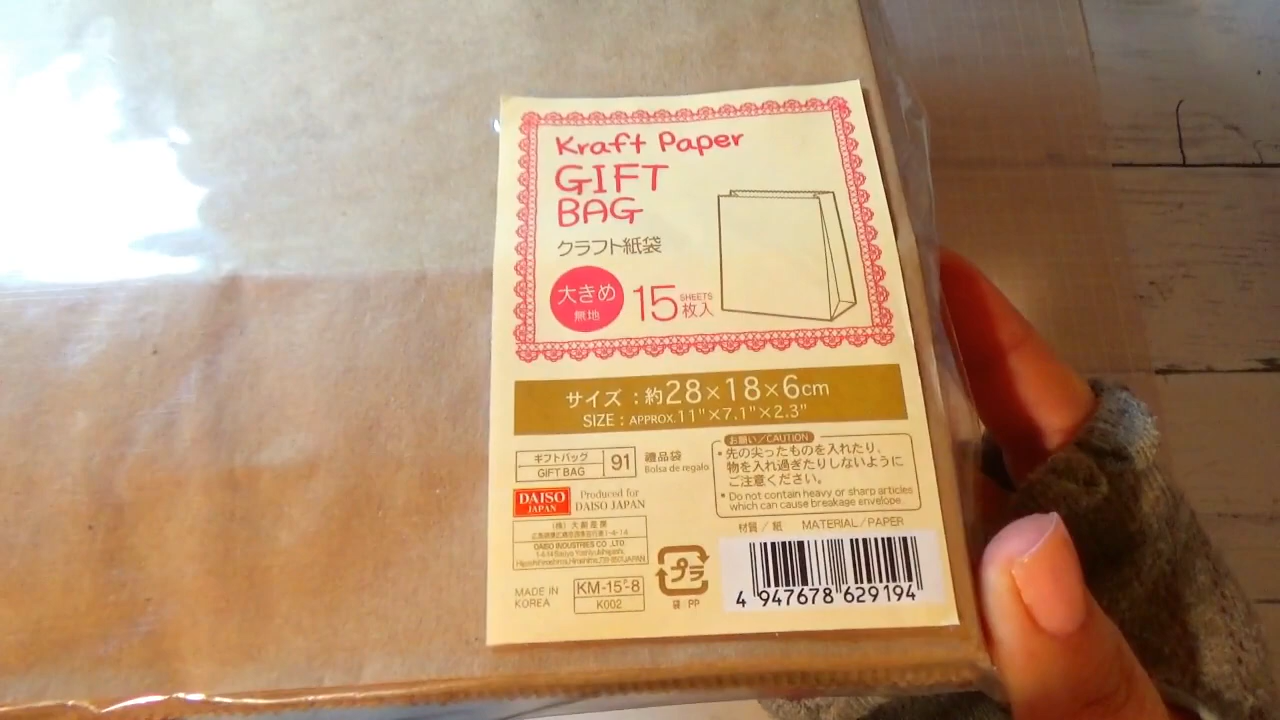 Kraft Paper
GIFT
BAG
クラフト紙袋
大きめ
無地
15 SHEETS
枚入
サイズ：約28×18×6cm
SIZE : APPROX.11"×7.1"×2.3"
ギフトバッグ
GIFT BAG
91
禮品袋
Bolsa de regalo
お願い／CAUTION
・先の尖ったものを入れたり、
物を入れ過ぎたりしないように
ご注意ください。
・Do not contain heavy or sharp articles
which can cause breakage envelope.
DAISO
JAPAN
Produced for
DAISO JAPAN
(株)大創産業
DAISO INDUSTRIES CO.,LTD.
材質／紙 MATERIAL/PAPER
MADE IN
KOREA
KM-15-8
K002
プラ
袋 PP
4 947678 629194